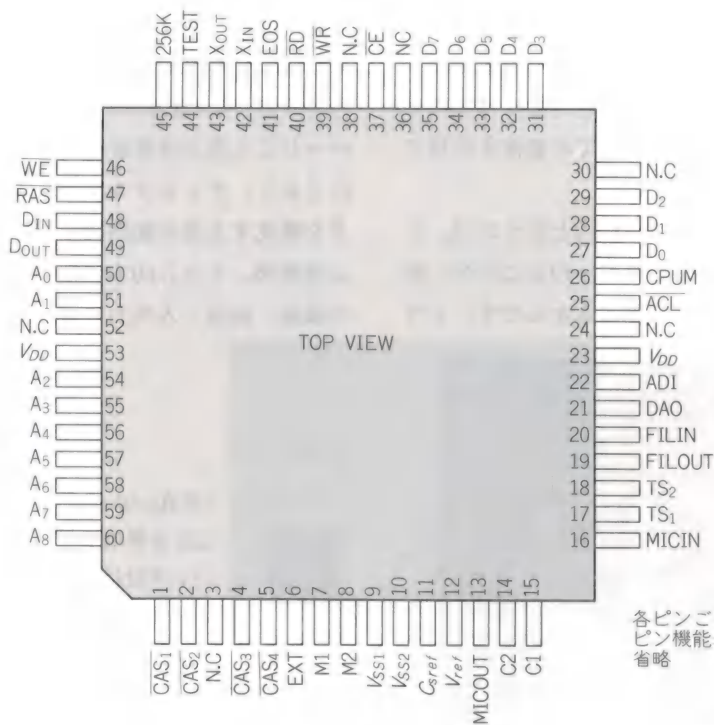 256K
TEST
XOUT
XIN
EOS
RD
WR
N.C
CE
NC
D7
D6
D5
D4
D3
45 44 43 42 41 40 39 38 37 36 35 34 33 32 31
WE 46
RAS 47
DIN 48
DOUT 49
A0 50
A1 51
N.C 52
VDD 53
A2 54
A3 55
A4 56
A5 57
A6 58
A7 59
A8 60
TOP VIEW
30 N.C
29 D2
28 D1
27 D0
26 CPUM
25 ACL
24 N.C
23 VDD
22 ADI
21 DAO
20 FILIN
19 FILOUT
18 TS2
17 TS1
16 MICIN
1 2 3 4 5 6 7 8 9 10 11 12 13 14 15
CAS1
CAS2
N.C
CAS3
CAS4
EXT
M1
M2
VSS1
VSS2
Csref
Vref
MICOUT
C2
C1
各ピンご
ピン機能
省略